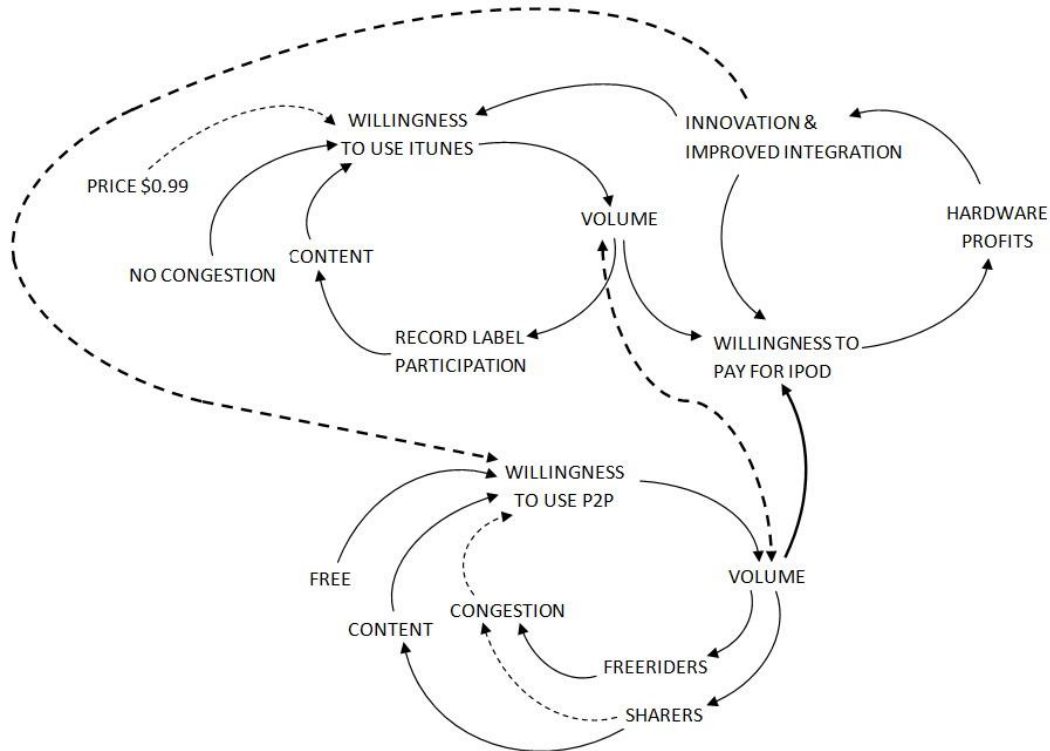 WILLINGNESS
TO USE ITUNES
INNOVATION &
IMPROVED INTEGRATION
PRICE $0.99
HARDWARE
PROFITS
VOLUME
NO CONGESTION
CONTENT
RECORD LABEL
PARTICIPATION
WILLINGNESS TO
PAY FOR IPOD
WILLINGNESS
TO USE P2P
FREE
VOLUME
CONTENT
CONGESTION
FREERIDERS
SHARERS